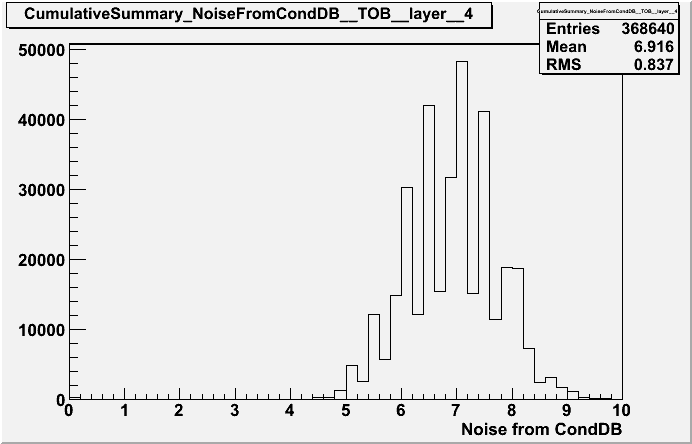 CumulativeSummary_NoiseFromCondDB__TOB__layer__4
CumulativeSummary_NoiseFromCondDB__TOB__layer__4
Entries 368640
Mean 6.916
RMS 0.837
50000
40000
30000
20000
10000
0
0 1 2 3 4 5 6 7 8 9 10
Noise from CondDB